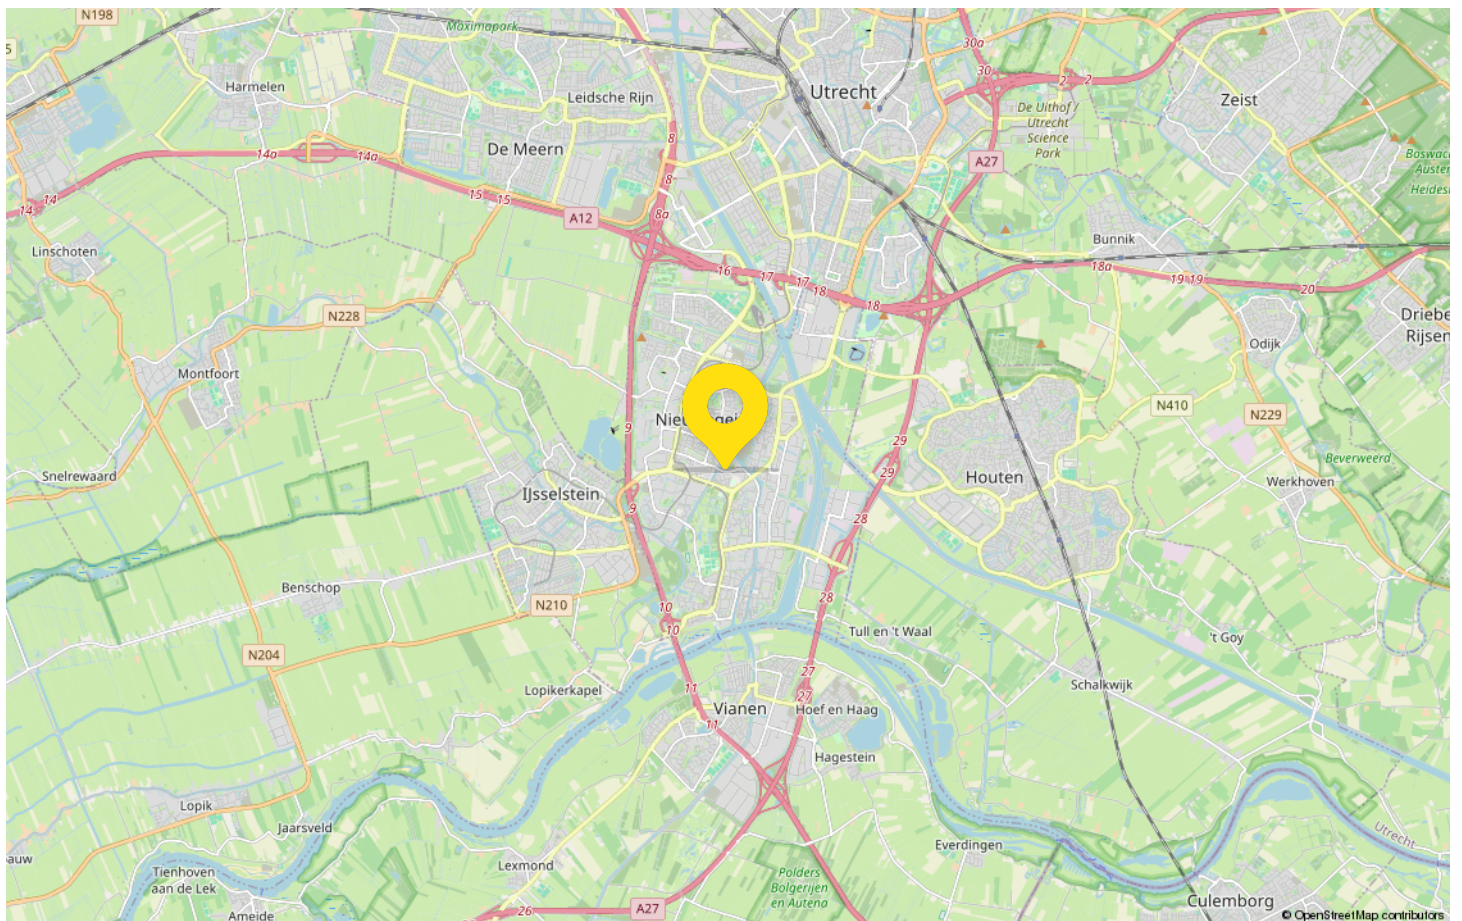 N198
Maximapark
30a
5
30
2
2
Harmelen
Leidsche Rijn
Utrecht
Zeist
De Uithof /
Utrecht
Science
Park
8
De Meern
14a
14a
A27
8
15
15
14
14
8a
A12
Linschoten
Bunnik
16
17
17
18
18
18a
19
19
20
N228
Odijk
Montfoort
N410
N229
9
29
29
Snelrewaard
Houten
Beverweerd
Werkhoven
IJsselstein
9
28
Benschop
28
N210
10
10
Tull en 't Waal
't Goy
N204
27
27
Lopikerkapel
11
11
Schalkwijk
Vianen
Hoef en Haag
Hagestein
Lopik
Jaarsveld
Utrecht
Everdingen
Lexmond
Tienhoven
aan de Lek
Polders
Bolgerijen
en Autena
Culemborg
26
A27
Ameide
© OpenStreetMap contributors